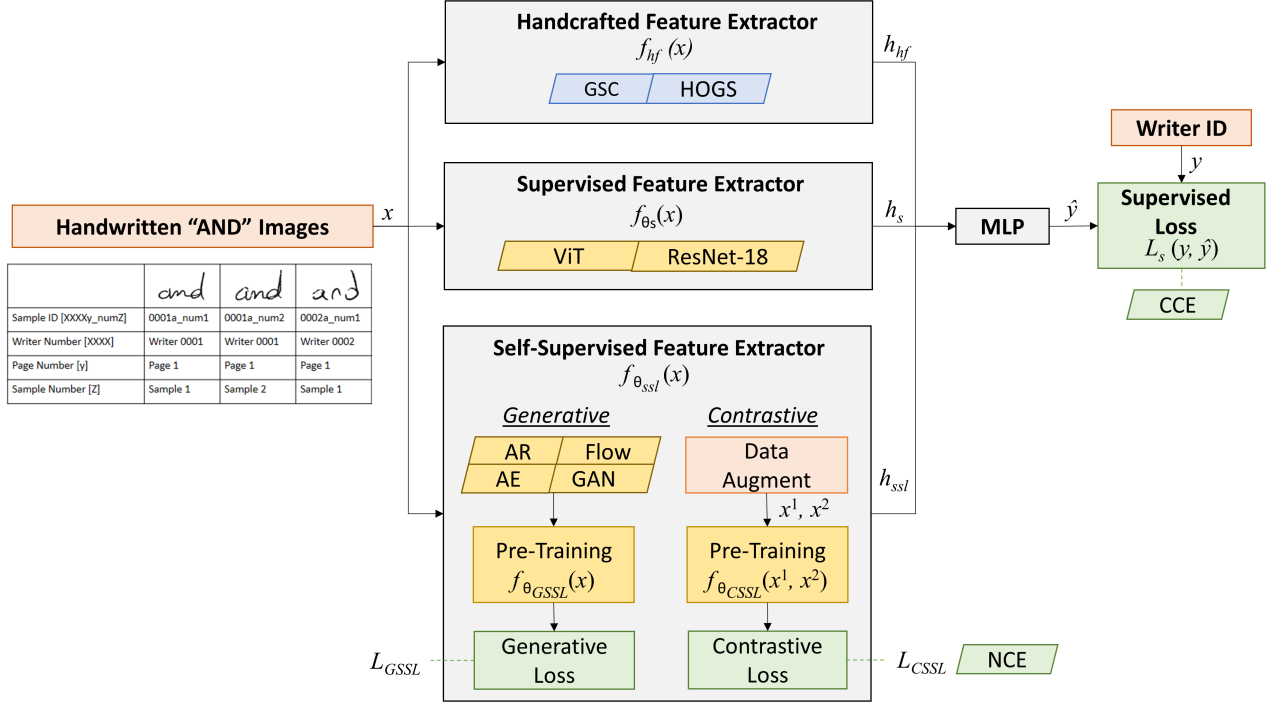 Handcrafted Feature Extractor
f_hf (x)
GSC HOGS
h_hf
Writer ID
y
Supervised Feature Extractor
f_θs(x)
ViT ResNet-18
h_s
MLP
ŷ
Supervised
Loss
L_s (y, ŷ)
CCE
Handwritten “AND” Images
x
and and and
Sample ID [XXXXy_numZ] 0001a_num1 0001a_num2 0002a_num1
Writer Number [XXXX] Writer 0001 Writer 0001 Writer 0002
Page Number [y] Page 1 Page 1 Page 1
Sample Number [Z] Sample 1 Sample 2 Sample 1
Self-Supervised Feature Extractor
f_θ_ssl(x)
Generative
AR Flow
AE GAN
Pre-Training
f_θ_GSSL(x)
Generative
Loss
L_GSSL
Contrastive
Data
Augment
x¹, x²
Pre-Training
f_θ_CSSL(x¹, x²)
Contrastive
Loss
L_CSSL
NCE
h_ssl